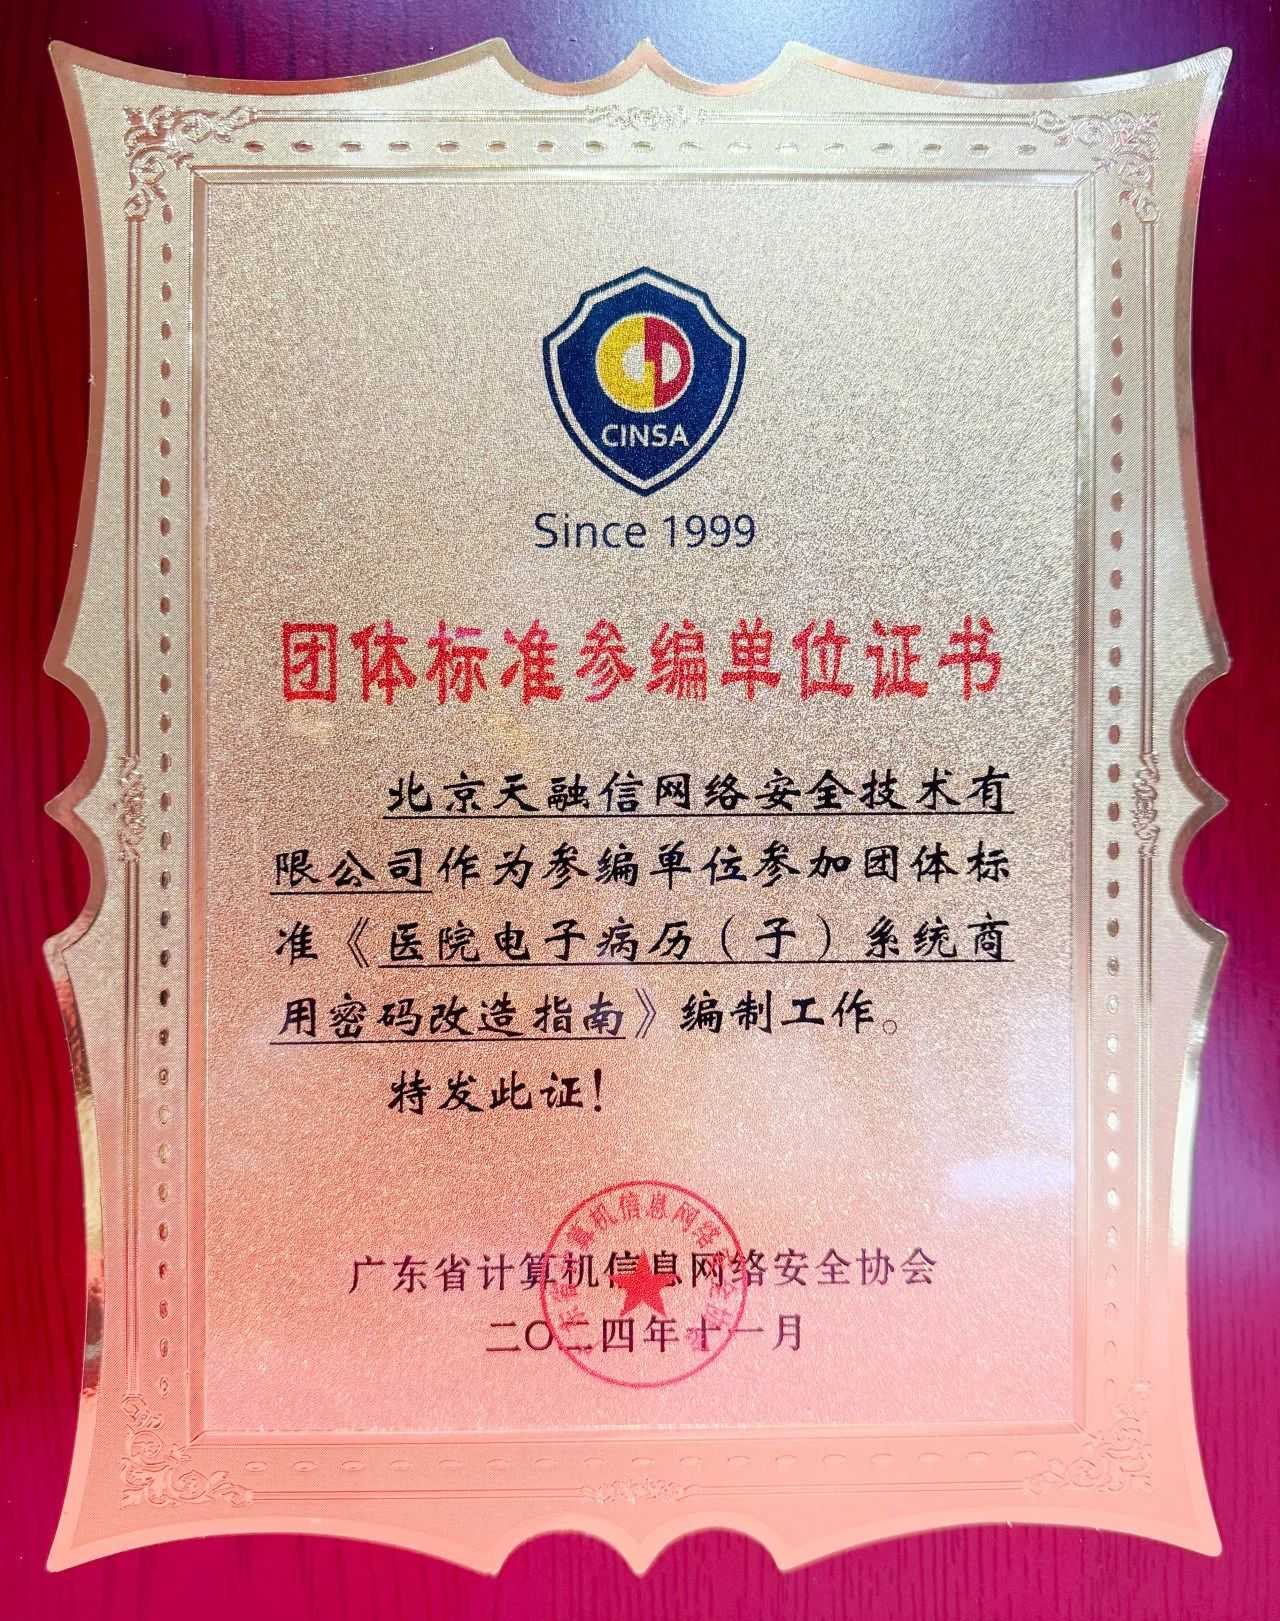 GD
CINSA
Since 1999
团体标准参编单位证书
北京天融信网络安全技术有
限公司作为参编单位参加团体标
准《医院电子病历（子）系统商
用密码改造指南》编制工作。
特发此证！
广东省计算机信息网络安全协会
二〇二四年十一月